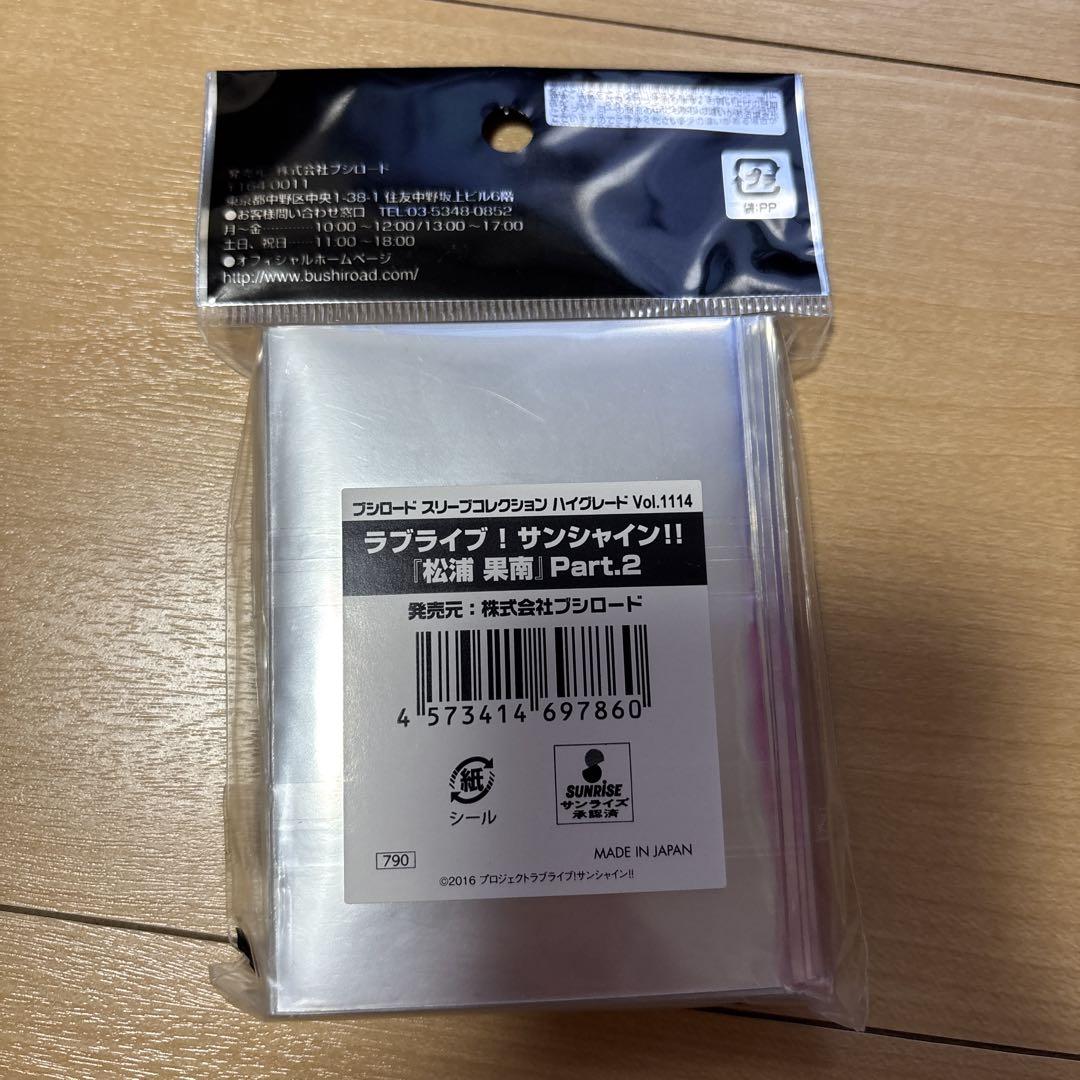 発売元 株式会社ブシロード
〒164-0011
東京都中野区中央1-38-1 住友中野坂上ビル6階
●お客様問い合わせ窓口 TEL:03-5348-0852
月～金………10:00～12:00/13:00～17:00
土日、祝日……11:00～18:00
●オフィシャルホームページ
http://www.bushiroad.com/
袋:PP
ブシロード スリーブコレクション ハイグレード Vol.1114
ラブライブ！サンシャイン!!
『松浦 果南』Part.2
発売元：株式会社ブシロード
4 573414 697860
紙
シール
SUNRISE
サンライズ
承認済
790
MADE IN JAPAN
©2016 プロジェクトラブライブ!サンシャイン!!